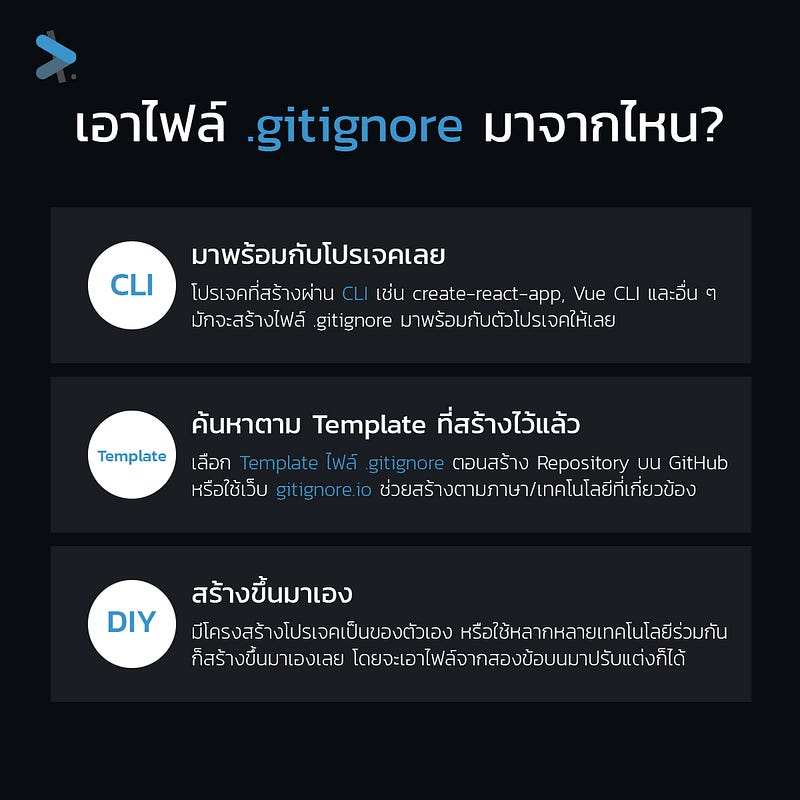 เอาไฟล์ .gitignore มาจากไหน?
CLI
มาพร้อมกับโปรเจคเลย
โปรเจคที่สร้างผ่าน CLI เช่น create-react-app, Vue CLI และอื่น ๆ
มักจะสร้างไฟล์ .gitignore มาพร้อมกับตัวโปรเจคให้เลย
Template
ค้นหาตาม Template ที่สร้างไว้แล้ว
เลือก Template ไฟล์ .gitignore ตอนสร้าง Repository บน GitHub
หรือใช้เว็บ gitignore.io ช่วยสร้างตามภาษา/เทคโนโลยีที่เกี่ยวข้อง
DIY
สร้างขึ้นมาเอง
มีโครงสร้างโปรเจคเป็นของตัวเอง หรือใช้หลากหลายเทคโนโลยีร่วมกัน
ก็สร้างขึ้นมาเองเลย โดยจะเอาไฟล์จากสองข้อบนมาปรับแต่งก็ได้